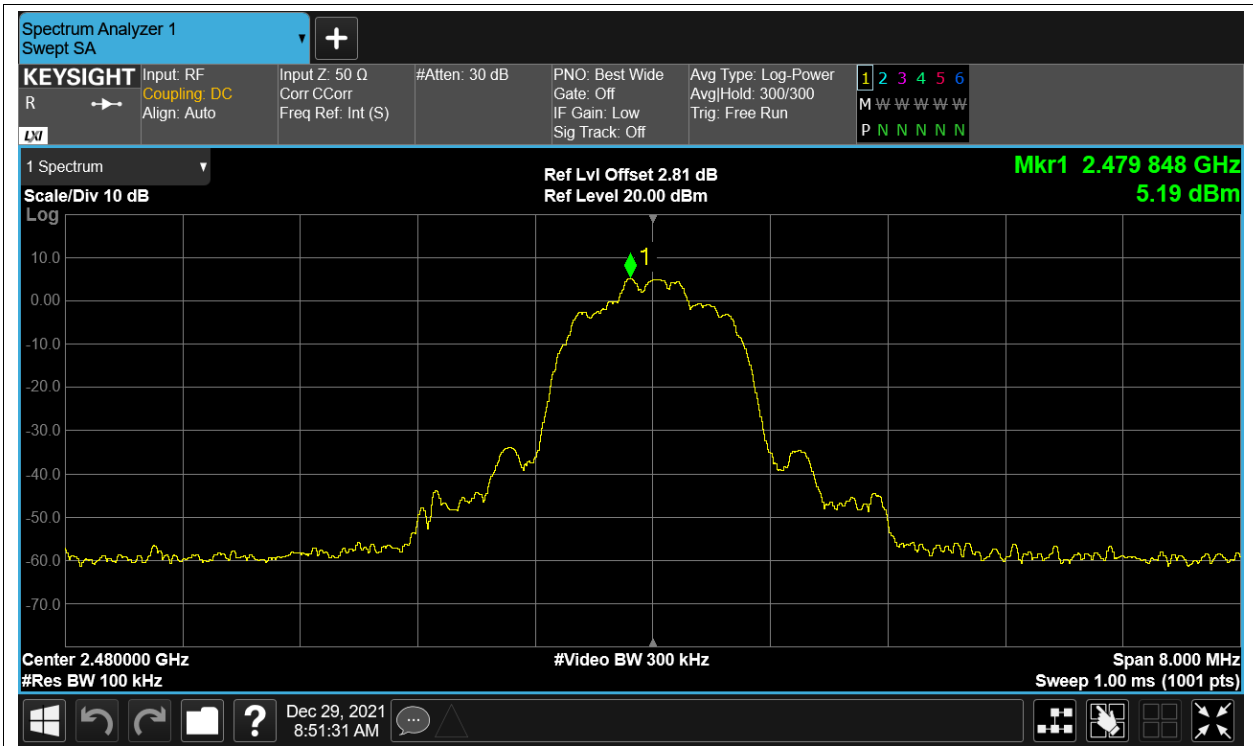 Spectrum Analyzer 1
Swept SA
KEYSIGHT
R
LXI
Input: RF
Coupling: DC
Align: Auto
Input Z: 50 Ω
Corr CCorr
Freq Ref: Int (S)
#Atten: 30 dB
PNO: Best Wide
Gate: Off
IF Gain: Low
Sig Track: Off
Avg Type: Log-Power
Avg|Hold: 300/300
Trig: Free Run
1 2 3 4 5 6
M W W W W W W
P N N N N N
1 Spectrum
Scale/Div 10 dB
Log
Ref Lvl Offset 2.81 dB
Ref Level 20.00 dBm
Mkr1 2.479 848 GHz
5.19 dBm
1
10.0
0.00
-10.0
-20.0
-30.0
-40.0
-50.0
-60.0
-70.0
Center 2.480000 GHz
#Res BW 100 kHz
#Video BW 300 kHz
Span 8.000 MHz
Sweep 1.00 ms (1001 pts)
?
Dec 29, 2021
8:51:31 AM